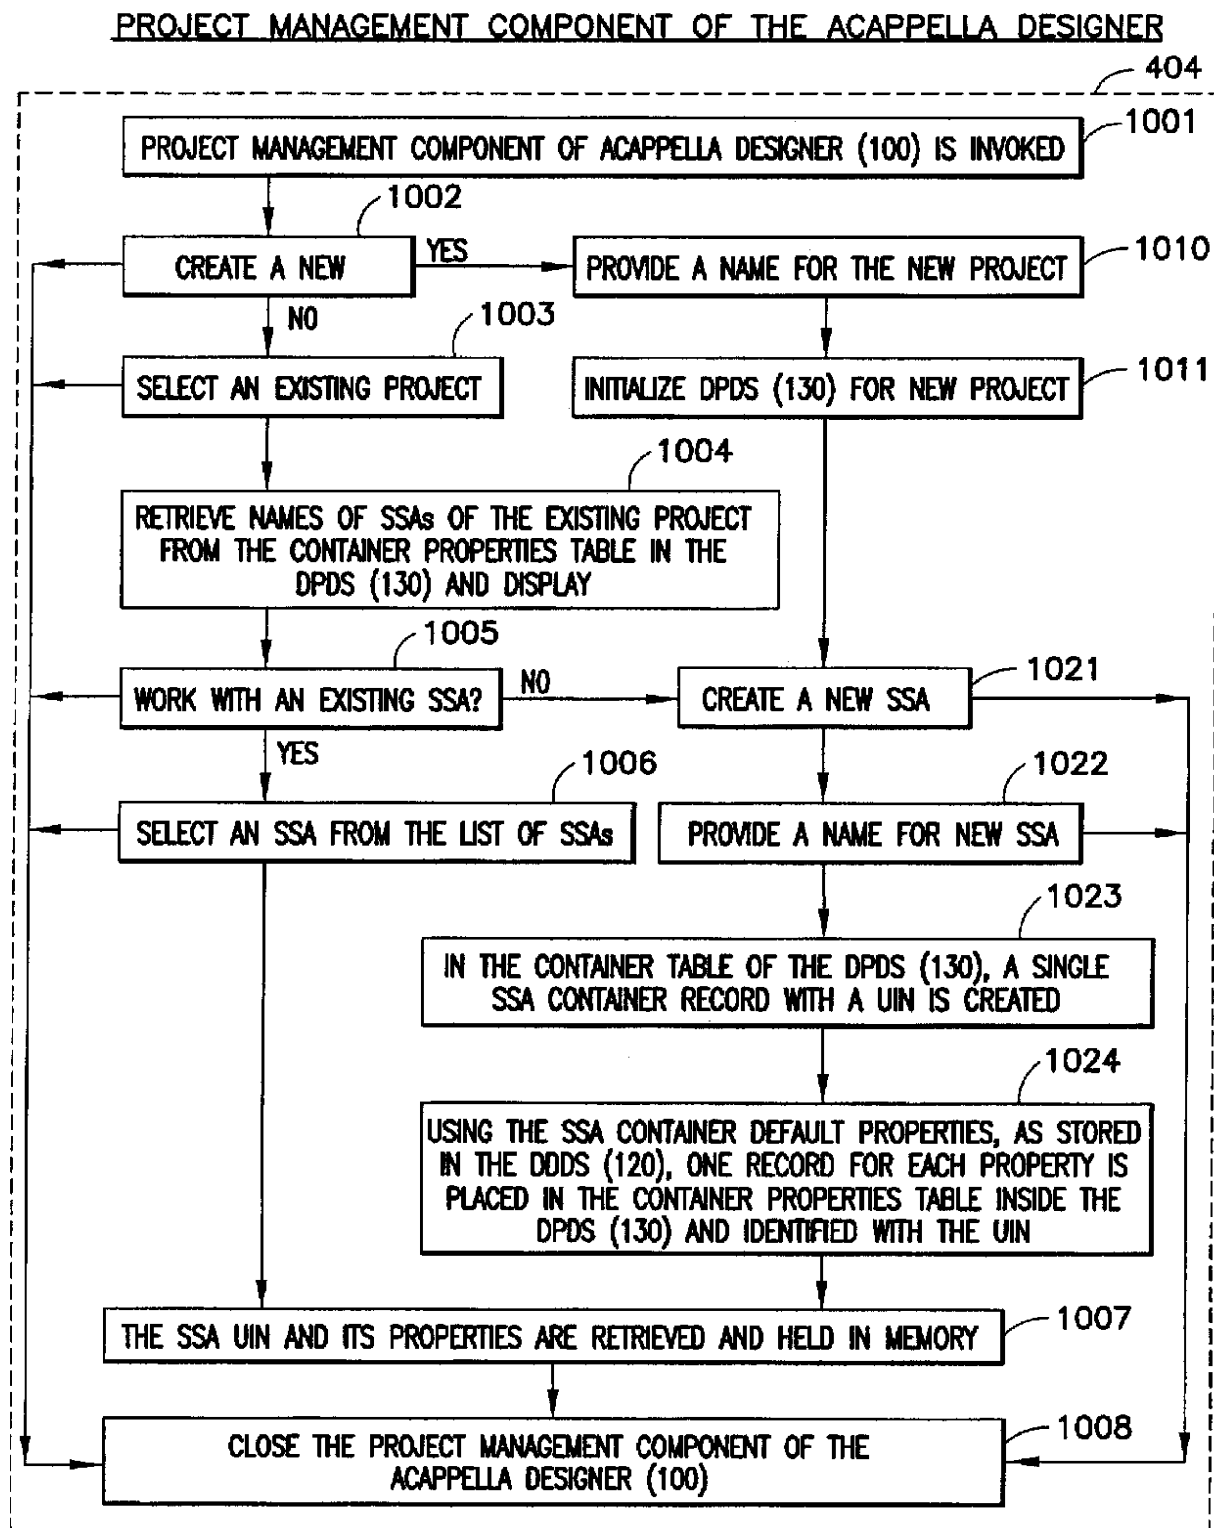 PROJECT MANAGEMENT COMPONENT OF THE ACAPPELLA DESIGNER
404
1001
PROJECT MANAGEMENT COMPONENT OF ACAPPELLA DESIGNER (100) IS INVOKED
1002
CREATE A NEW
YES
PROVIDE A NAME FOR THE NEW PROJECT
1010
NO
1003
SELECT AN EXISTING PROJECT
INITIALIZE DPDS (130) FOR NEW PROJECT
1011
1004
RETRIEVE NAMES OF SSAs OF THE EXISTING PROJECT
FROM THE CONTAINER PROPERTIES TABLE IN THE
DPDS (130) AND DISPLAY
1005
WORK WITH AN EXISTING SSA?
NO
CREATE A NEW SSA
1021
YES
1006
SELECT AN SSA FROM THE LIST OF SSAs
1022
PROVIDE A NAME FOR NEW SSA
1023
IN THE CONTAINER TABLE OF THE DPDS (130), A SINGLE
SSA CONTAINER RECORD WITH A UIN IS CREATED
1024
USING THE SSA CONTAINER DEFAULT PROPERTIES, AS STORED
IN THE DDDS (120), ONE RECORD FOR EACH PROPERTY IS
PLACED IN THE CONTAINER PROPERTIES TABLE INSIDE THE
DPDS (130) AND IDENTIFIED WITH THE UIN
THE SSA UIN AND ITS PROPERTIES ARE RETRIEVED AND HELD IN MEMORY
1007
CLOSE THE PROJECT MANAGEMENT COMPONENT OF THE
ACAPPELLA DESIGNER (100)
1008